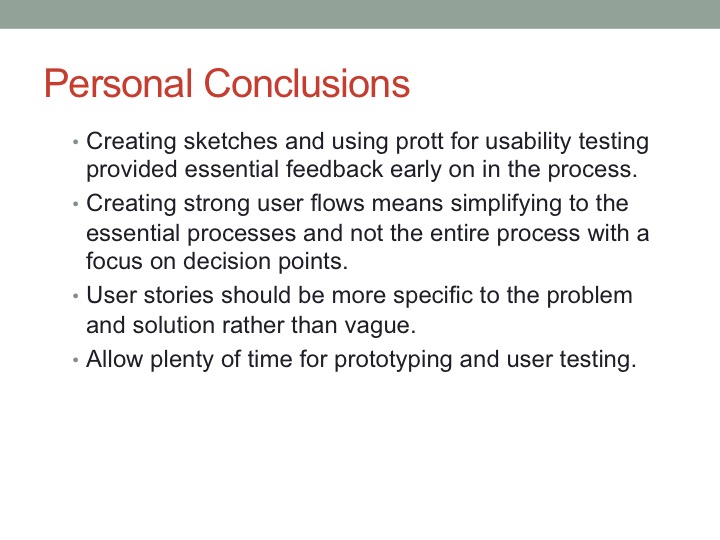 Personal Conclusions
• Creating sketches and using prott for usability testing
provided essential feedback early on in the process.
• Creating strong user flows means simplifying to the
essential processes and not the entire process with a
focus on decision points.
• User stories should be more specific to the problem
and solution rather than vague.
• Allow plenty of time for prototyping and user testing.